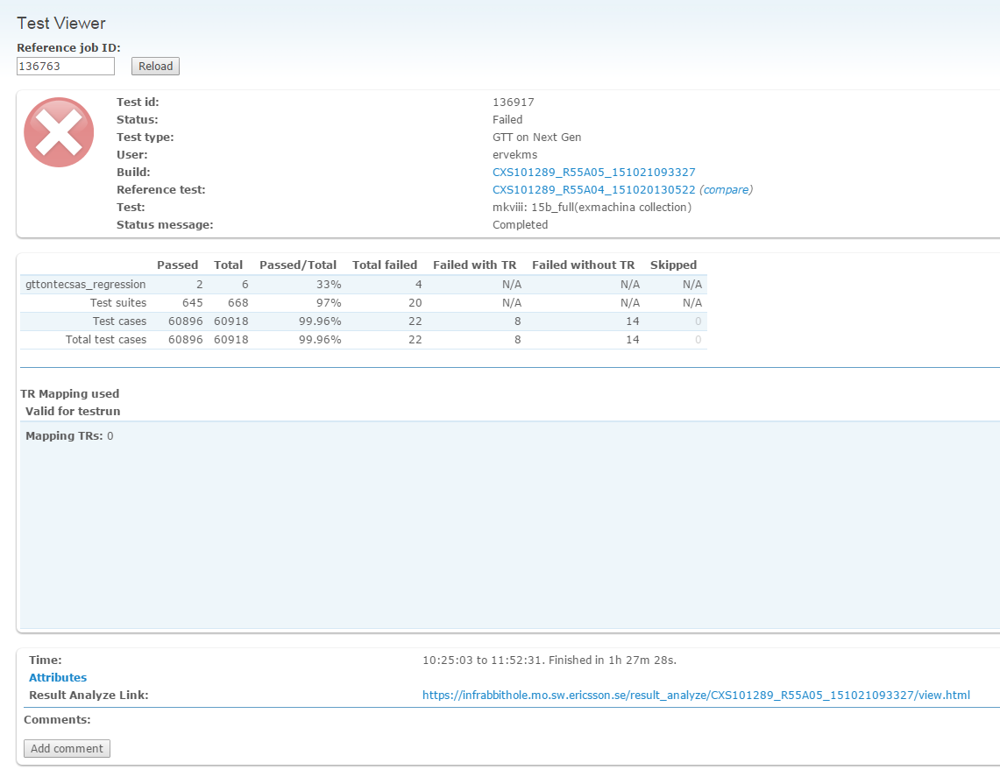 Test Viewer
Reference job ID:
136763 Reload
Test id: 136917
Status: Failed
Test type: GTT on Next Gen
User: ervekms
Build: CXS101289_R55A05_151021093327
Reference test: CXS101289_R55A04_151020130522 (compare)
Test: mkviii: 15b_full(exmachina collection)
Status message: Completed
Passed Total Passed/Total Total failed Failed with TR Failed without TR Skipped
gttontecsas_regression 2 6 33% 4 N/A N/A N/A
Test suites 645 668 97% 20 N/A N/A N/A
Test cases 60896 60918 99.96% 22 8 14 0
Total test cases 60896 60918 99.96% 22 8 14 0
TR Mapping used
Valid for testrun
Mapping TRs: 0
Time: 10:25:03 to 11:52:31. Finished in 1h 27m 28s.
Attributes
Result Analyze Link: https://infrabbithole.mo.sw.ericsson.se/result_analyze/CXS101289_R55A05_151021093327/view.html
Comments:
Add comment